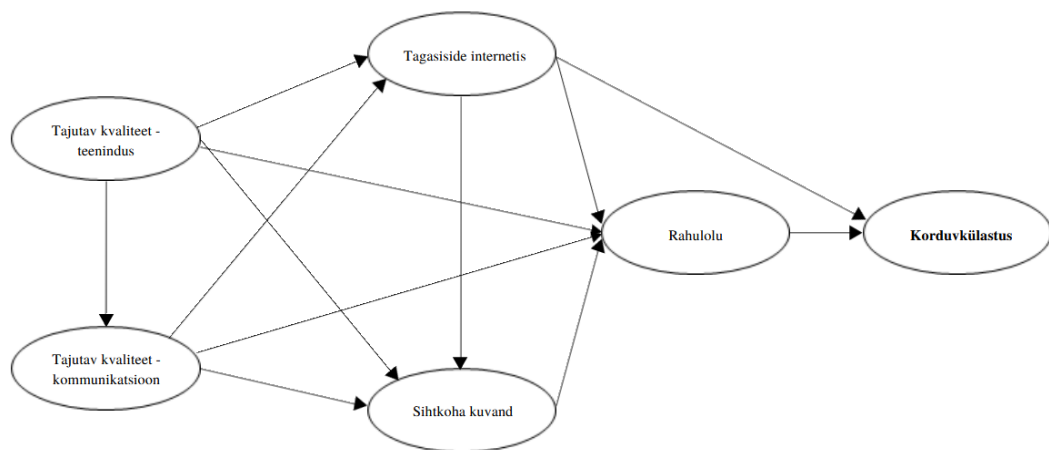 Tagasiside internetis
Tajutav kvaliteet -
teenindus
Rahulolu
Korduvkülastus
Tajutav kvaliteet -
kommunikatsioon
Sihtkoha kuvand